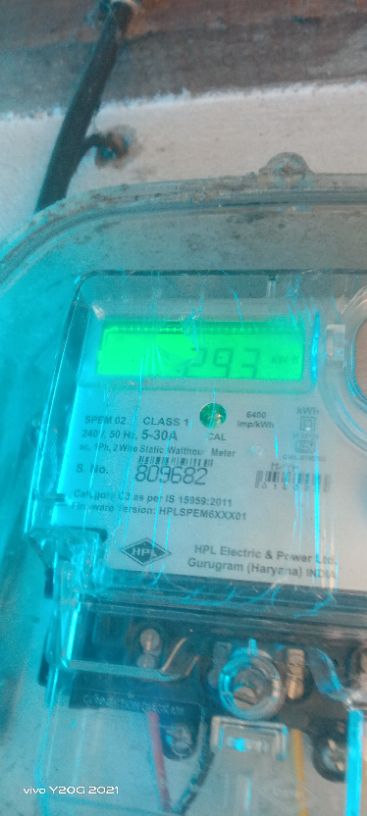 293
SPEM 02 CLASS 1
240V, 50 Hz, 5-30A
CAL
6400
imp/kWh
kWh
ac, 1Ph, 2 Wire Static Watthour Meter
S. No.
809682
Category C3 as per IS 15959:2011
Firmware Version: HPLSPEM6XXX01
HPL
HPL Electric & Power Ltd.
Gurugram (Haryana) INDIA
vivo Y20G 2021